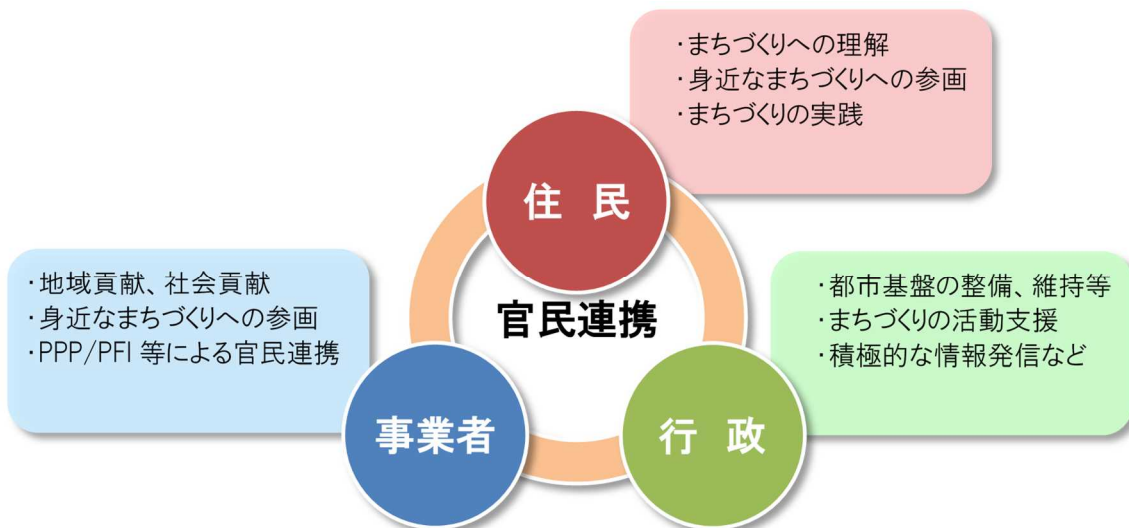 ・まちづくりへの理解
・身近なまちづくりへの参画
・まちづくりの実践
住 民
・地域貢献、社会貢献
・身近なまちづくりへの参画
・PPP/PFI 等による官民連携
官民連携
・都市基盤の整備、維持等
・まちづくりの活動支援
・積極的な情報発信など
事業者
行 政